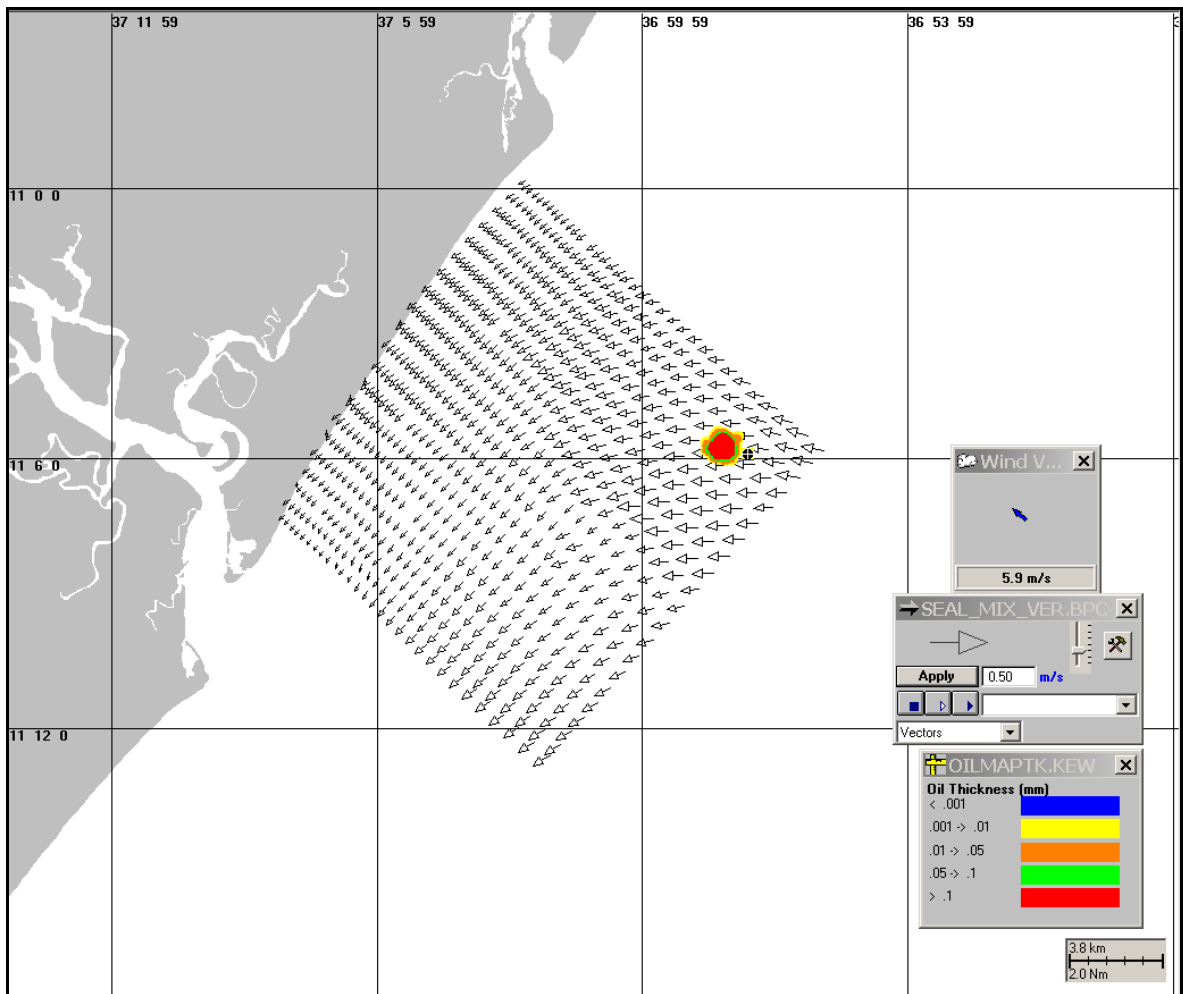 37 11 59
37 5 59
36 59 59
36 53 59
11 0 0
11 6 0
Wind V...
5.9 m/s
SEAL_MIX_VER.BPC
Apply
0.50
m/s
11 12 0
Vectors
OILMAPTK.KEW
Oil Thickness (mm)
< .001
.001 -> .01
.01 -> .05
.05 -> .1
> .1
3.8 km
2.0 Nm